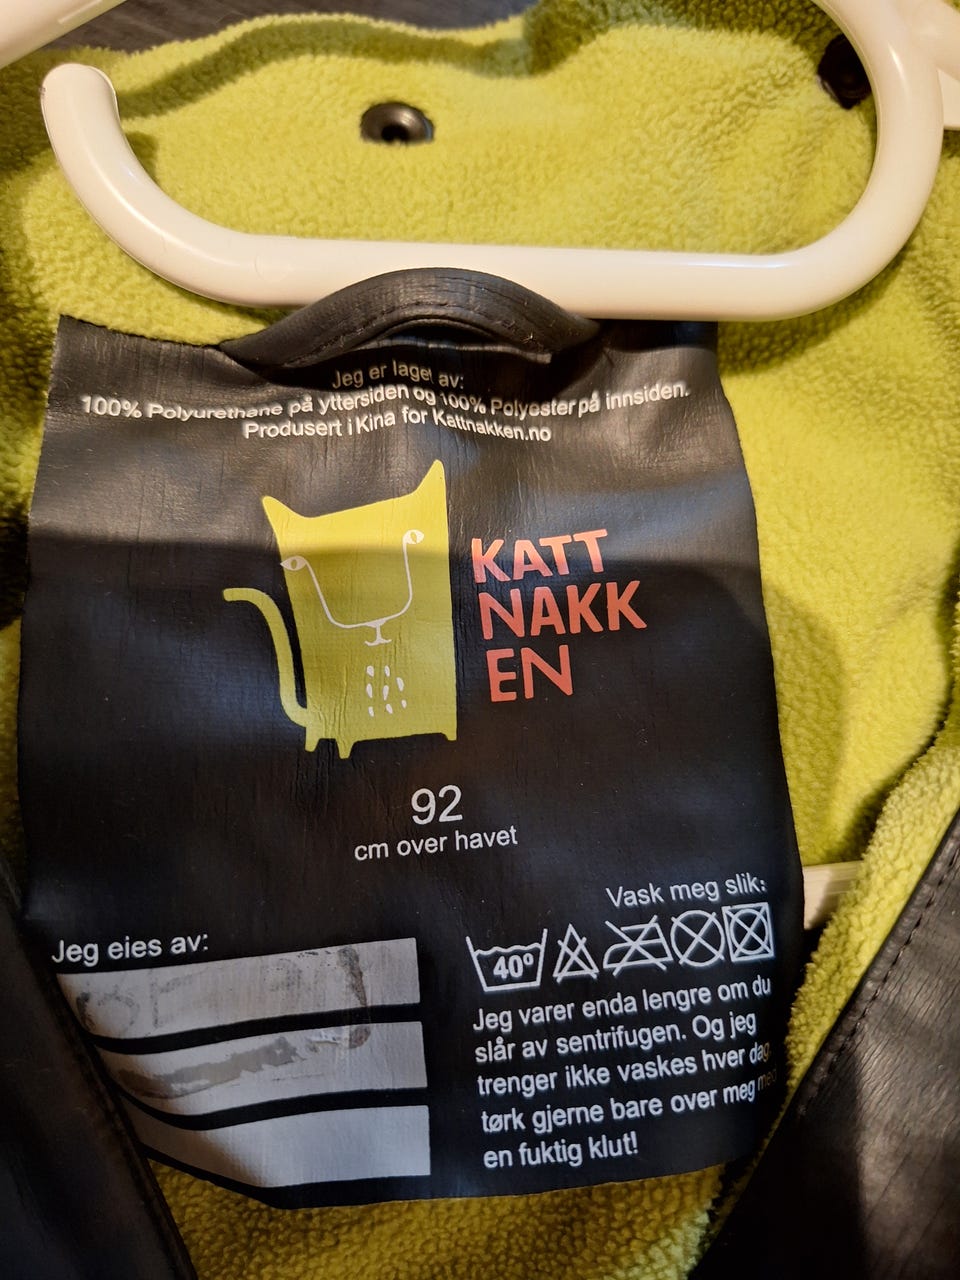 Jeg er laget av:
100% Polyurethane på yttersiden og 100% Polyester på innsiden.
Produsert i Kina for Kattnakken.no
KATT
NAKK
EN
92
cm over havet
Vask meg slik:
Jeg eies av:
40°
Jeg varer enda lengre om du
slår av sentrifugen. Og jeg
trenger ikke vaskes hver dag
tørk gjerne bare over meg med
en fuktig klut!